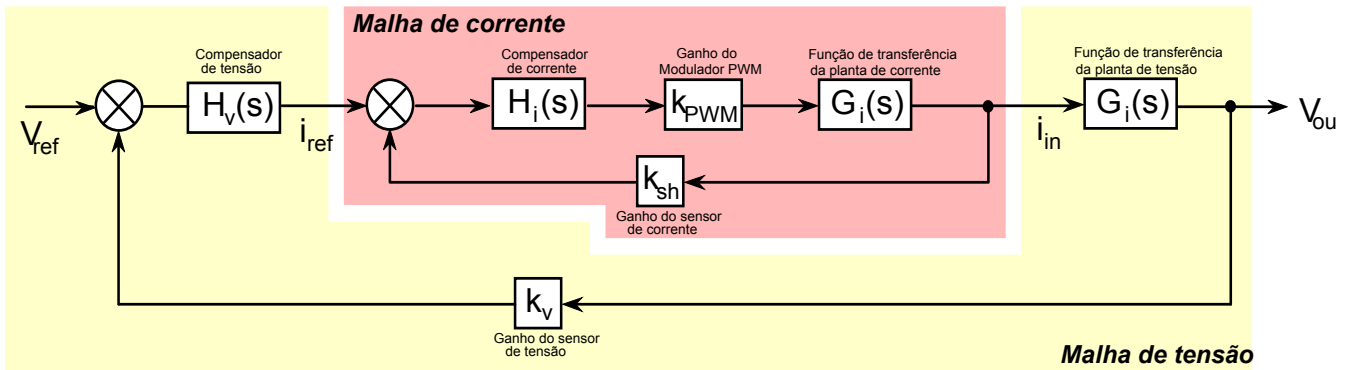 Malha de corrente
Compensador
de tensão
Compensador
de corrente
Ganho do
Modulador PWM
Função de transferência
da planta de corrente
Função de transferência
da planta de tensão
V_ref
H_v(s)
i_ref
H_i(s)
k_PWM
G_i(s)
i_in
G_i(s)
V_ou
k_sh
Ganho do sensor
de corrente
k_v
Ganho do sensor
de tensão
Malha de tensão